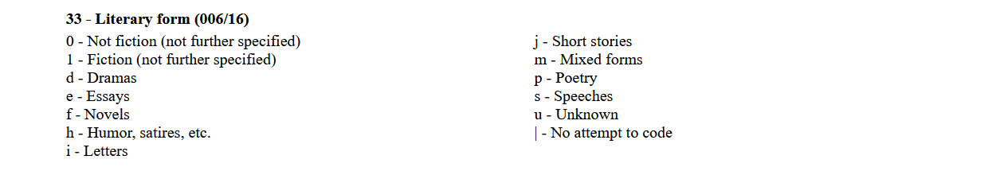 33 - Literary form (006/16)
0 - Not fiction (not further specified)
1 - Fiction (not further specified)
d - Dramas
e - Essays
f - Novels
h - Humor, satires, etc.
i - Letters
j - Short stories
m - Mixed forms
p - Poetry
s - Speeches
u - Unknown
| - No attempt to code